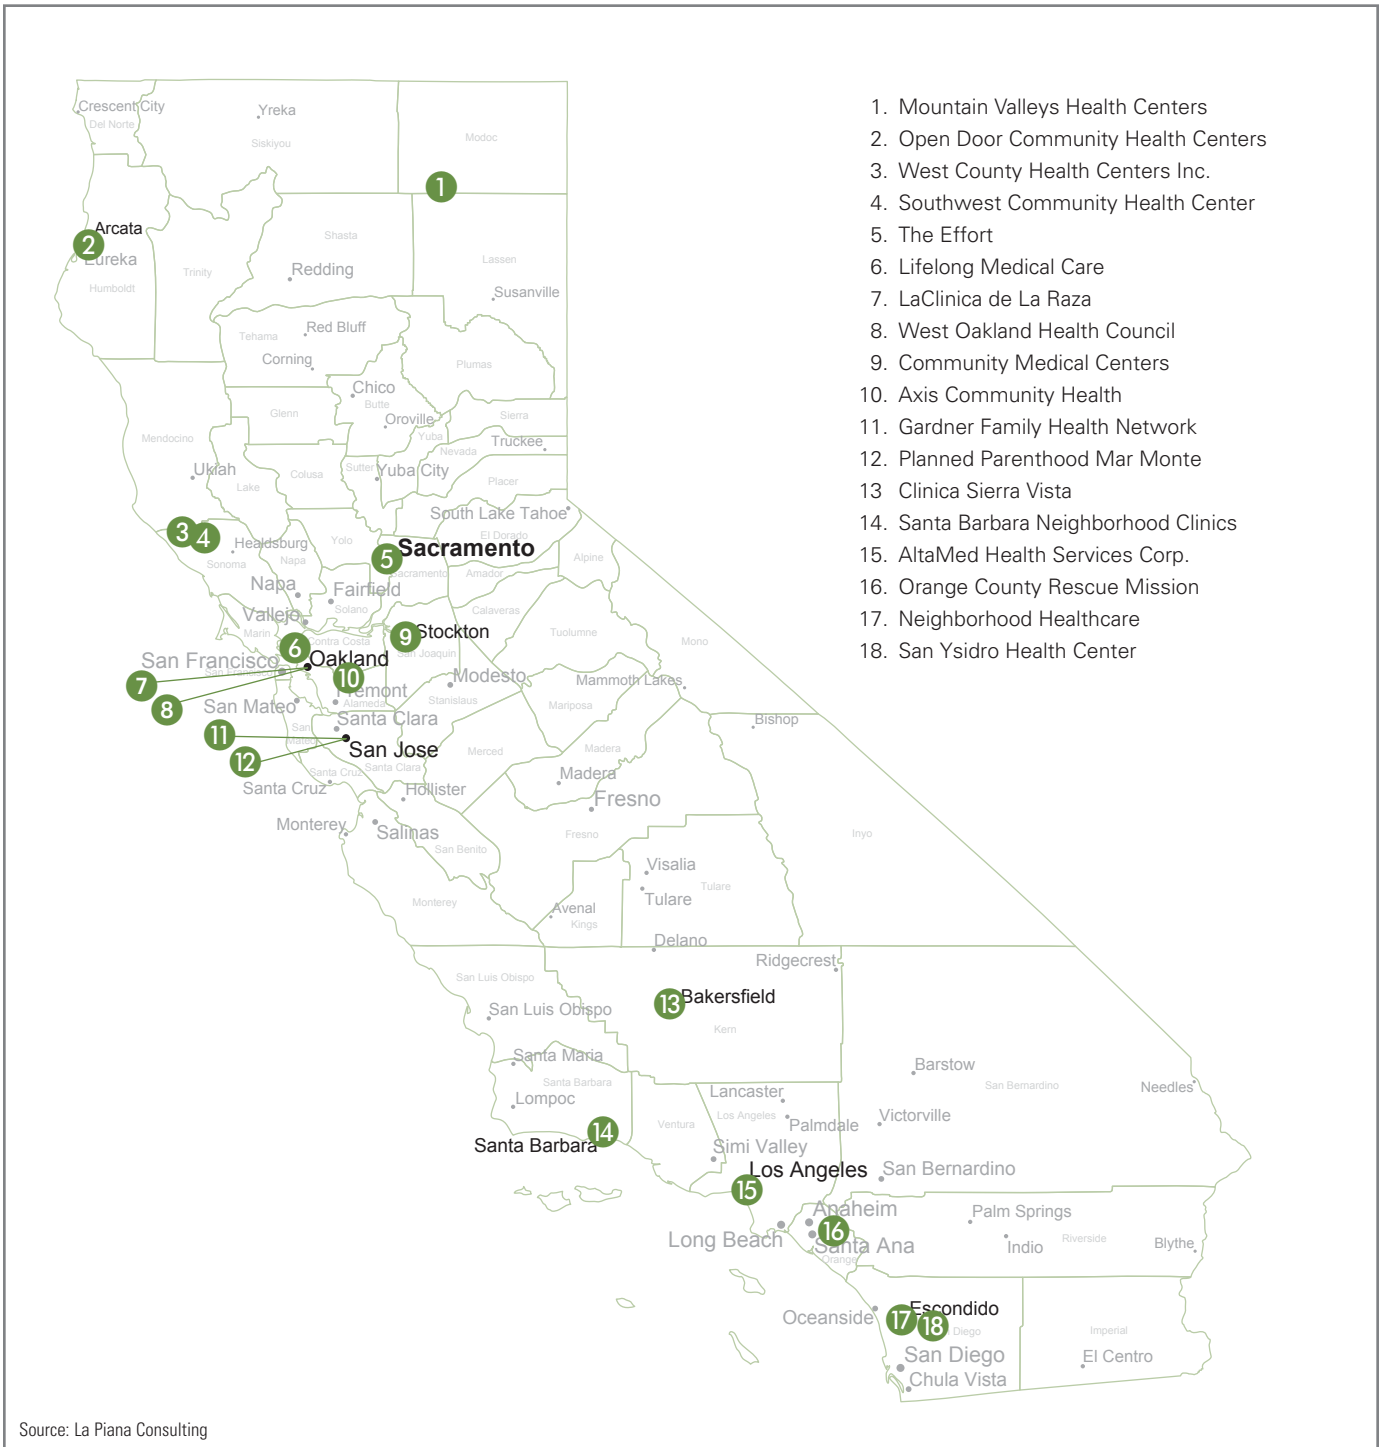 1. Mountain Valleys Health Centers
2. Open Door Community Health Centers
3. West County Health Centers Inc.
4. Southwest Community Health Center
5. The Effort
6. Lifelong Medical Care
7. LaClinica de La Raza
8. West Oakland Health Council
9. Community Medical Centers
10. Axis Community Health
11. Gardner Family Health Network
12. Planned Parenthood Mar Monte
13 Clinica Sierra Vista
14. Santa Barbara Neighborhood Clinics
15. AltaMed Health Services Corp.
16. Orange County Rescue Mission
17. Neighborhood Healthcare
18. San Ysidro Health Center
Crescent City
Del Norte
Yreka
Siskiyou
Modoc
1
Arcata
2
Eureka
Humboldt
Trinity
Shasta
Redding
Lassen
Susanville
Tehama
Red Bluff
Corning
Plumas
Chico
Butte
Oroville
Glenn
Sierra
Yuba
Nevada
Truckee
Mendocino
Ukiah
Lake
Colusa
Sutter
Yuba City
Placer
South Lake Tahoe
El Dorado
3
4
Healdsburg
Sonoma
Napa
Yolo
5
Sacramento
Sacramento
Amador
Alpine
Napa
Fairfield
Solano
Vallejo
Marin
Calaveras
Contra Costa
9
Stockton
San Joaquin
Tuolumne
Mono
6
Oakland
San Francisco
San Francisco
7
8
10
Fremont
Alameda
Modesto
Stanislaus
Mammoth Lakes
Mariposa
San Mateo
San
Mateo
Santa Clara
11
12
San Jose
Santa Clara
Santa Cruz
Santa Cruz
Merced
Madera
Madera
Bishop
Hollister
Fresno
Fresno
Monterey
Salinas
San Benito
Inyo
Visalia
Tulare
Tulare
Monterey
Avenal
Kings
Delano
Ridgecrest
San Luis Obispo
San Luis Obispo
13
Bakersfield
Kern
Santa Maria
Santa Barbara
Lompoc
Barstow
San Bernardino
Needles
Lancaster
Los Angeles
Palmdale
Victorville
Ventura
14
Santa Barbara
Simi Valley
Los Angeles
15
San Bernardino
Anaheim
16
Santa Ana
Orange
Long Beach
Palm Springs
Indio
Riverside
Blythe
Oceanside
17
Escondido
18
Diego
San Diego
Chula Vista
Imperial
El Centro
Source: La Piana Consulting